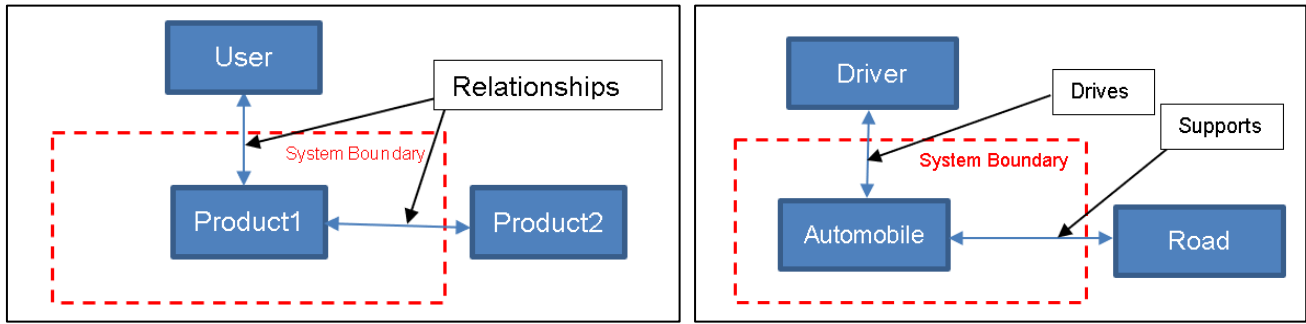 User
Relationships
System Boundary
Product1
Product2
Driver
Drives
Supports
System Boundary
Automobile
Road